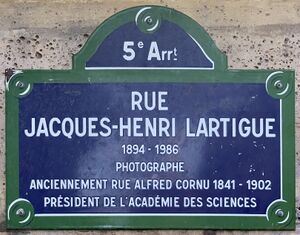 5e Arrt
RUE
JACQUES-HENRI LARTIGUE
1894 - 1986
PHOTOGRAPHE
ANCIENNEMENT RUE ALFRED CORNU 1841 - 1902
PRÉSIDENT DE L'ACADÉMIE DES SCIENCES